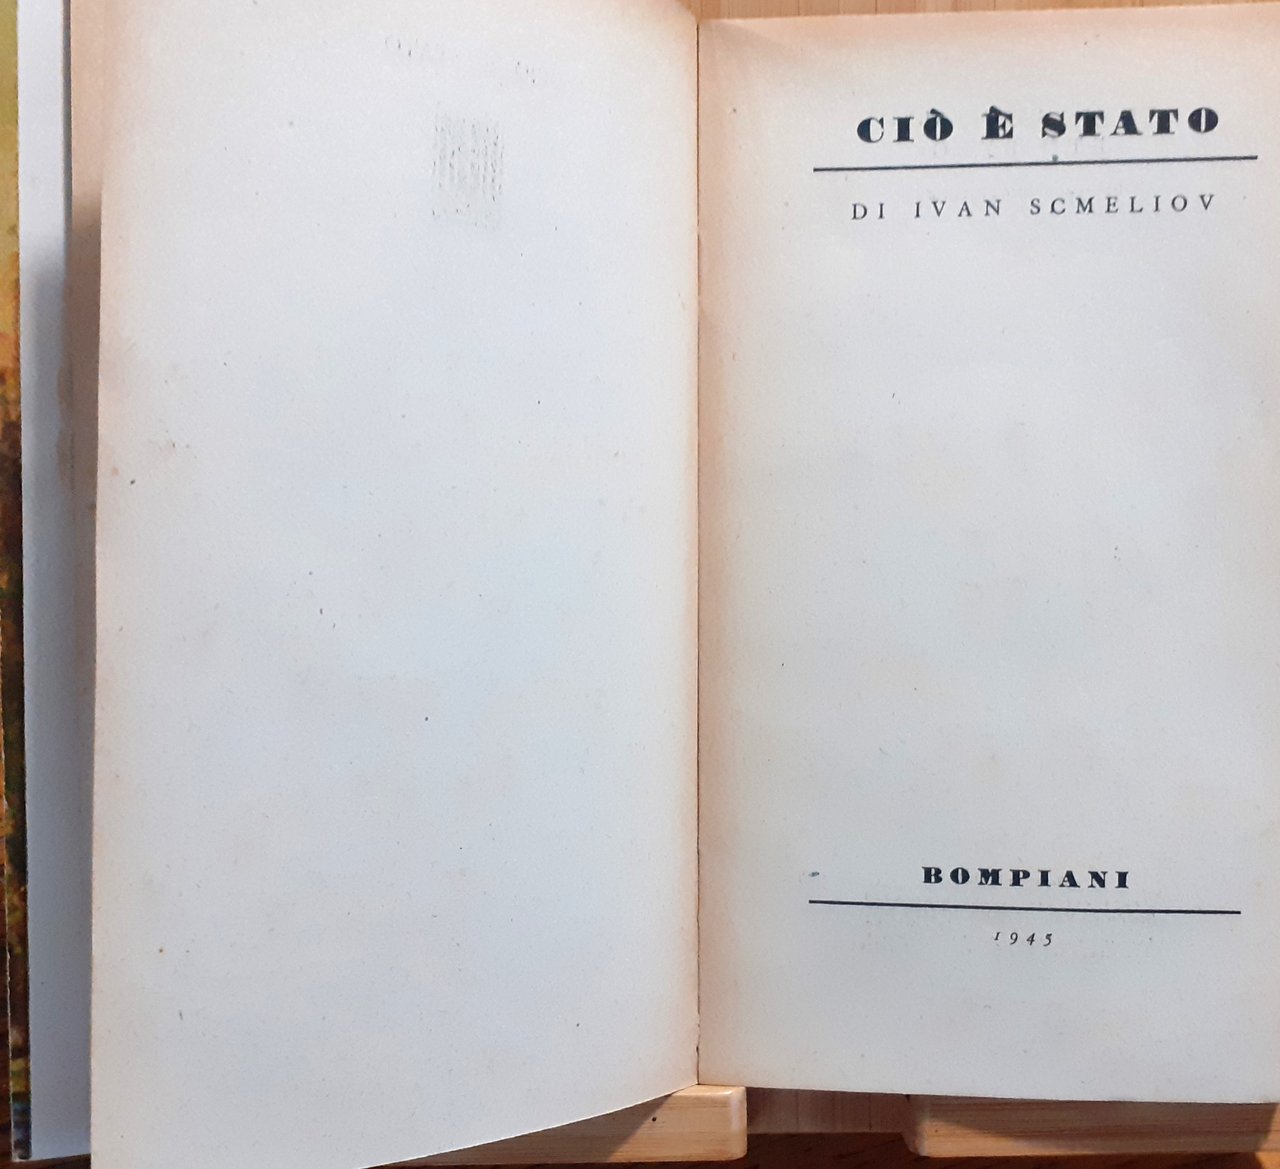 CIÒ È STATO
DI IVAN SCMELIOV
BOMPIANI
1945